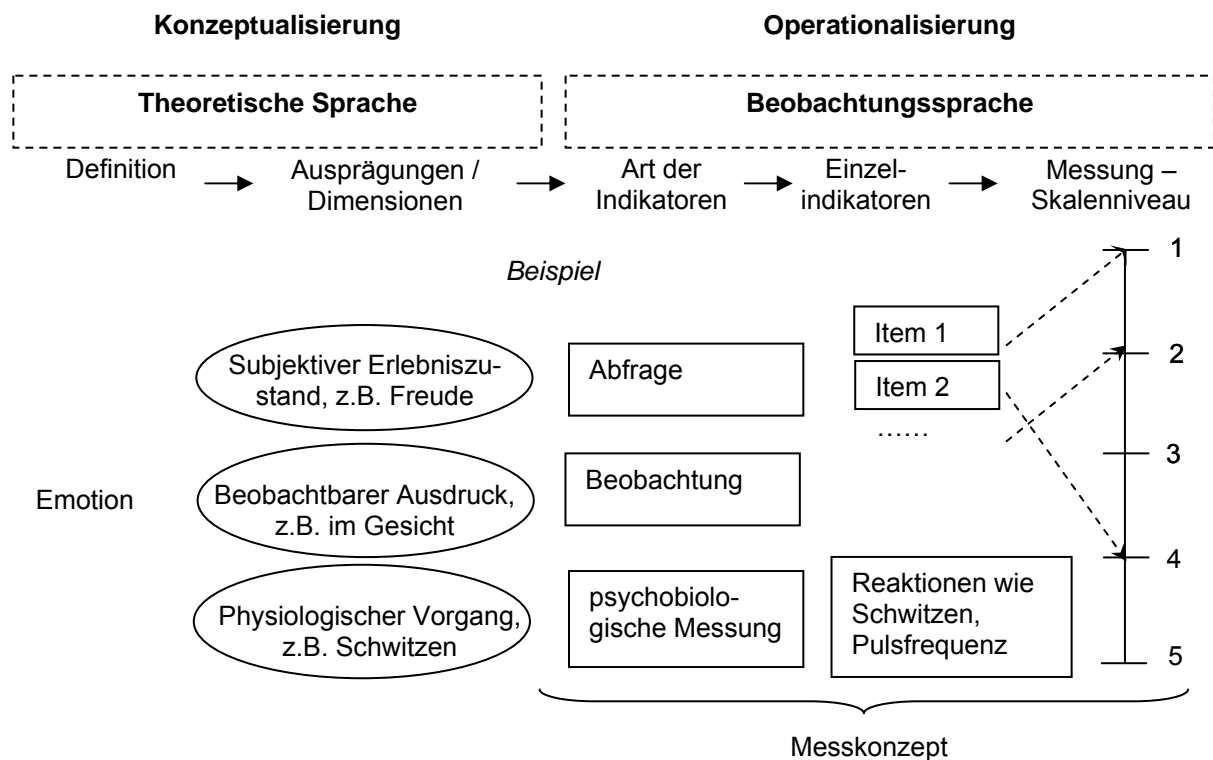 Konzeptualisierung
Operationalisierung
Theoretische Sprache
Beobachtungssprache
Definition
Ausprägungen /
Dimensionen
Art der
Indikatoren
Einzel-
indikatoren
Messung –
Skalenniveau
Beispiel
Emotion
Subjektiver Erlebniszu-
stand, z.B. Freude
Abfrage
Item 1
Item 2
……
Beobachtbarer Ausdruck,
z.B. im Gesicht
Beobachtung
Physiologischer Vorgang,
z.B. Schwitzen
psychobiolo-
gische Messung
Reaktionen wie
Schwitzen,
Pulsfrequenz
1
2
3
4
5
Messkonzept